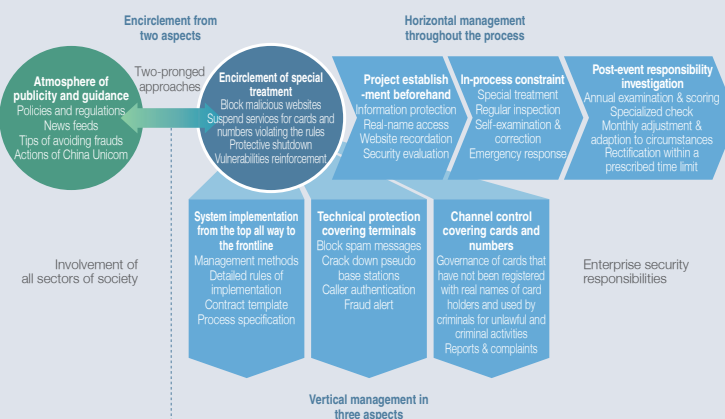 Encirclement from
two aspects
Horizontal management
throughout the process
Atmosphere of
publicity and guidance
Policies and regulations
News feeds
Tips of avoiding frauds
Actions of China Unicorn
Two-pronged
approaches
Encirclement of special
treatment
Block malicious websites
Suspend services for cards and
numbers violating the rules
Protective shutdown
Vulnerabilities reinforcement
Project establish
-ment beforehand
Information protection
Real-name access
Website recordation
Security evaluation
In-process constraint
Special treatment
Regular inspection
Self-examination &
correction
Emergency response
Post-event responsibility
investigation
Annual examination & scoring
Specialized check
Monthly adjustment &
adaption to circumstances
Rectification within a
prescribed time limit
Involvement of
all sectors of society
System implementation
from the top all way to
the frontline
Management methods
Detailed rules of
implementation
Contract template
Process specification
Technical protection
covering terminals
Block spam messages
Crack down pseudo
base stations
Caller authentication
Fraud alert
Channel control
covering cards and
numbers
Governance of cards that
have not been registered
with real names of card
holders and used by
criminals for unlawful and
criminal activities
Reports & complaints
Enterprise security
responsibilities
Vertical management in
three aspects